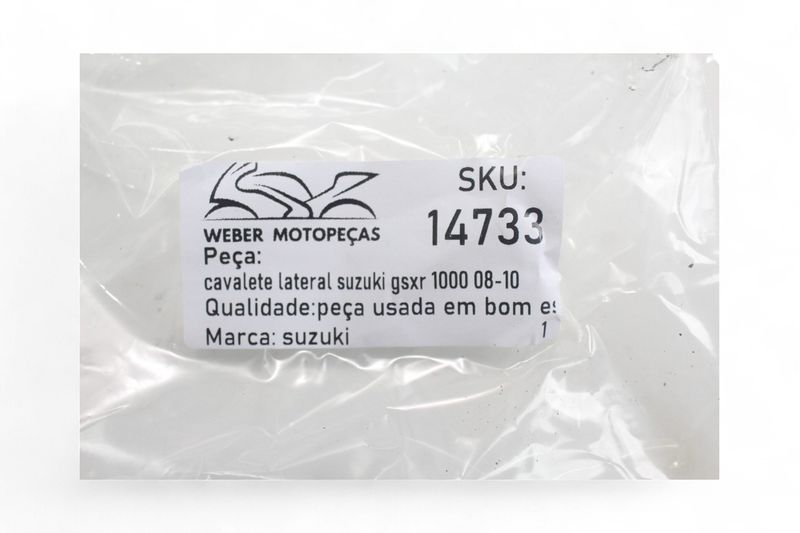 SKU:
14733
WEBER MOTOPEÇAS
Peça:
cavalete lateral suzuki gsxr 1000 08-10
Qualidade:peça usada em bom es
Marca: suzuki
1